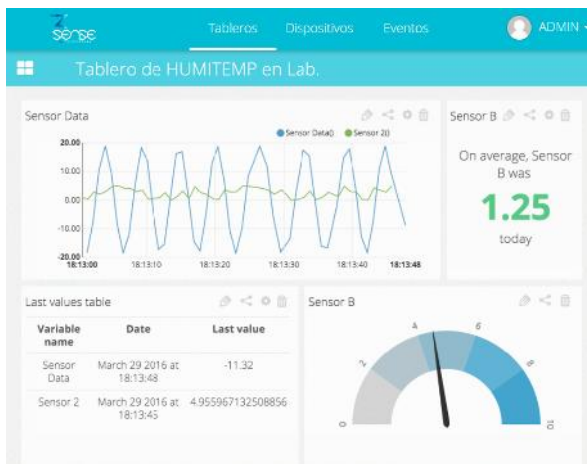 sense
Tableros Dispositivos Eventos ADMIN
Tablero de HUMITEMP en Lab.
Sensor Data
Sensor Data() Sensor 2()
20.00
10.00
0.00
-10.00
-20.00
18:13:00 18:13:10 18:13:20 18:13:30 18:13:40 18:13:48
Sensor B
On average, Sensor
B was
1.25
today
Last values table
Variable name Date Last value
Sensor Data March 29 2016 at 18:13:48 -11.32
Sensor 2 March 29 2016 at 18:13:45 4.955967132508856
Sensor B
0 2 4 6 8 10